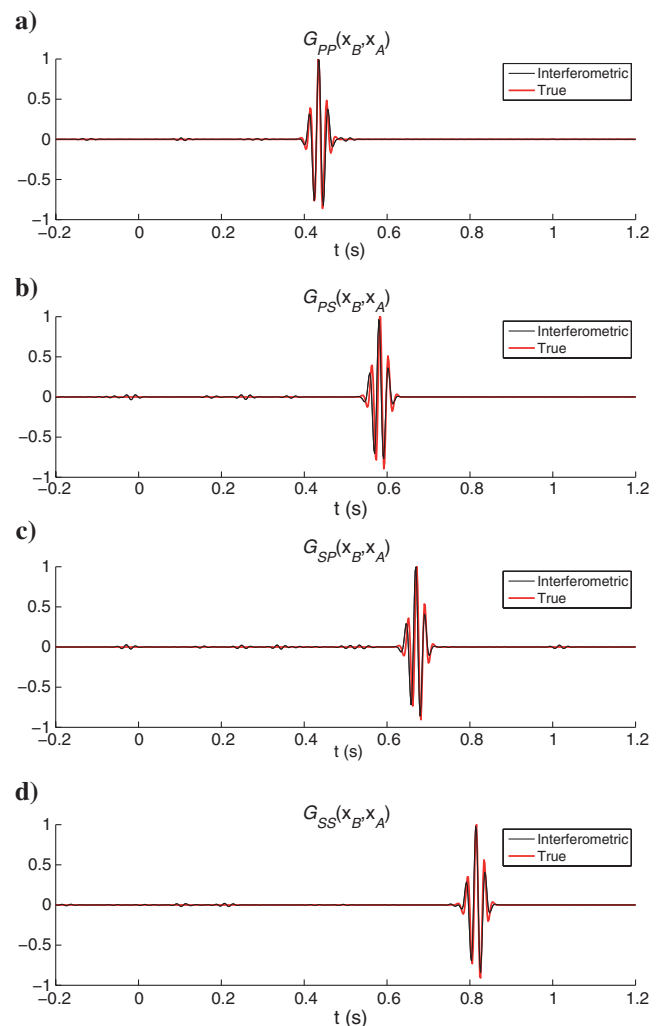 a)
G_PP(x_B,x_A)
1
0.5
0
−0.5
−1
Interferometric
True
−0.2 0 0.2 0.4 0.6 0.8 1 1.2
t (s)
b)
G_PS(x_B,x_A)
1
0.5
0
−0.5
−1
Interferometric
True
−0.2 0 0.2 0.4 0.6 0.8 1 1.2
t (s)
c)
G_SP(x_B,x_A)
1
0.5
0
−0.5
−1
Interferometric
True
−0.2 0 0.2 0.4 0.6 0.8 1 1.2
t (s)
d)
G_SS(x_B,x_A)
1
0.5
0
−0.5
−1
Interferometric
True
−0.2 0 0.2 0.4 0.6 0.8 1 1.2
t (s)